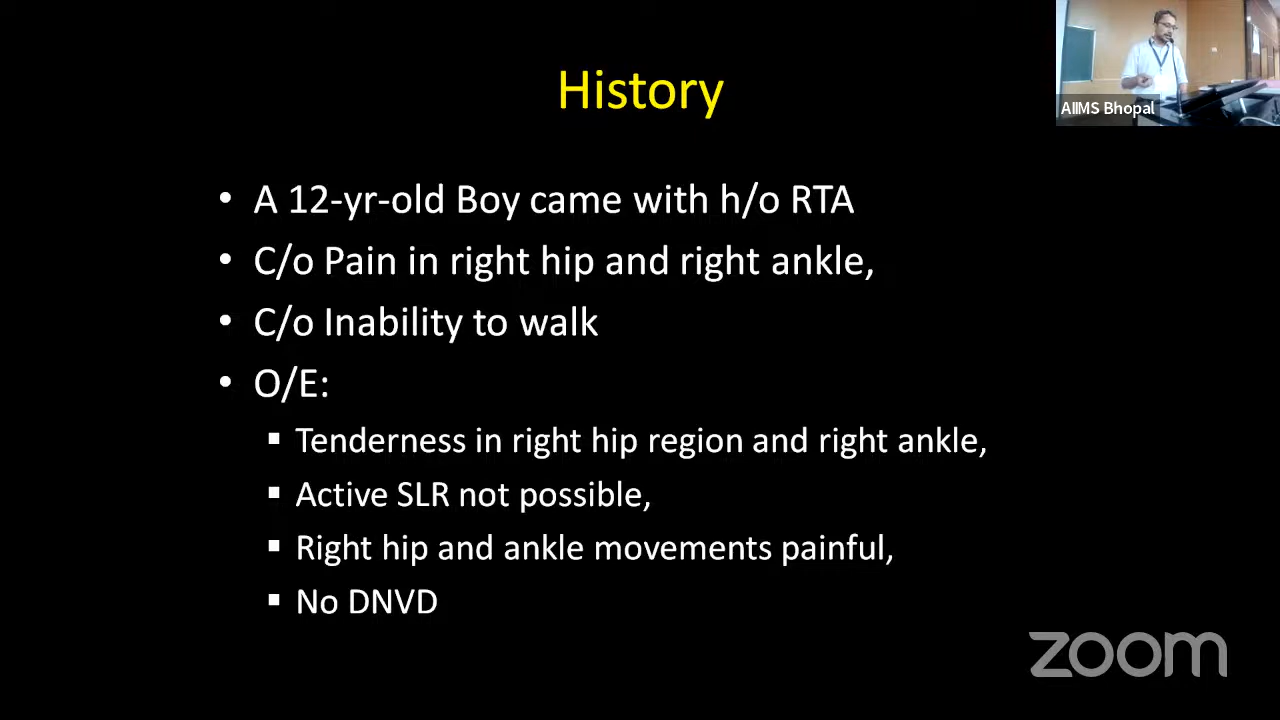 History
AIIMS Bhopal
• A 12-yr-old Boy came with h/o RTA
• C/o Pain in right hip and right ankle,
• C/o Inability to walk
• O/E:
▪ Tenderness in right hip region and right ankle,
▪ Active SLR not possible,
▪ Right hip and ankle movements painful,
▪ No DNVD
zoom